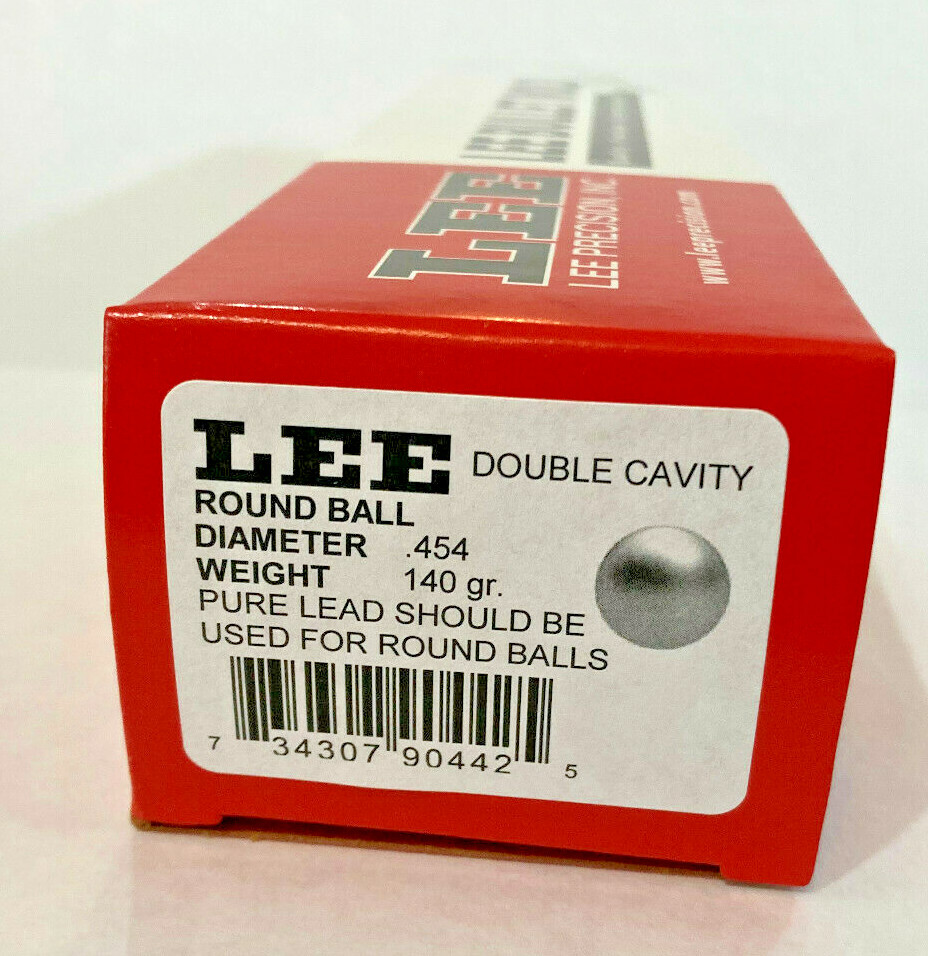 LEE
LEE PRECISION, INC
www.leeprecision.com
LEE DOUBLE CAVITY
ROUND BALL
DIAMETER .454
WEIGHT 140 gr.
PURE LEAD SHOULD BE
USED FOR ROUND BALLS
7 34307 90442 5